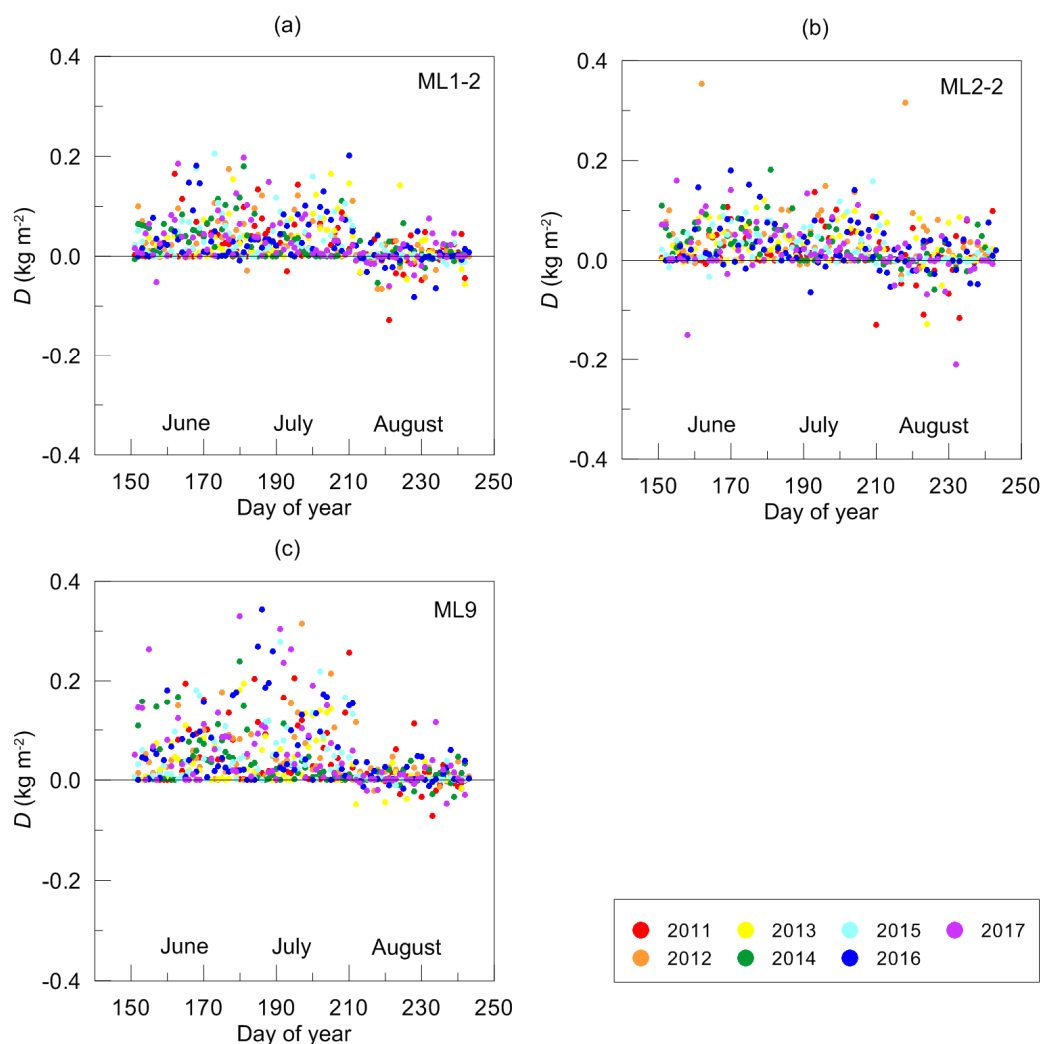 (a)
ML1-2
0.4
0.2
0.0
-0.2
-0.4
D (kg m-2)
June July August
150 170 190 210 230 250
Day of year
(b)
ML2-2
0.4
0.2
0.0
-0.2
-0.4
D (kg m-2)
June July August
150 170 190 210 230 250
Day of year
(c)
ML9
0.4
0.2
0.0
-0.2
-0.4
D (kg m-2)
June July August
150 170 190 210 230 250
Day of year
2011 2013 2015 2017
2012 2014 2016